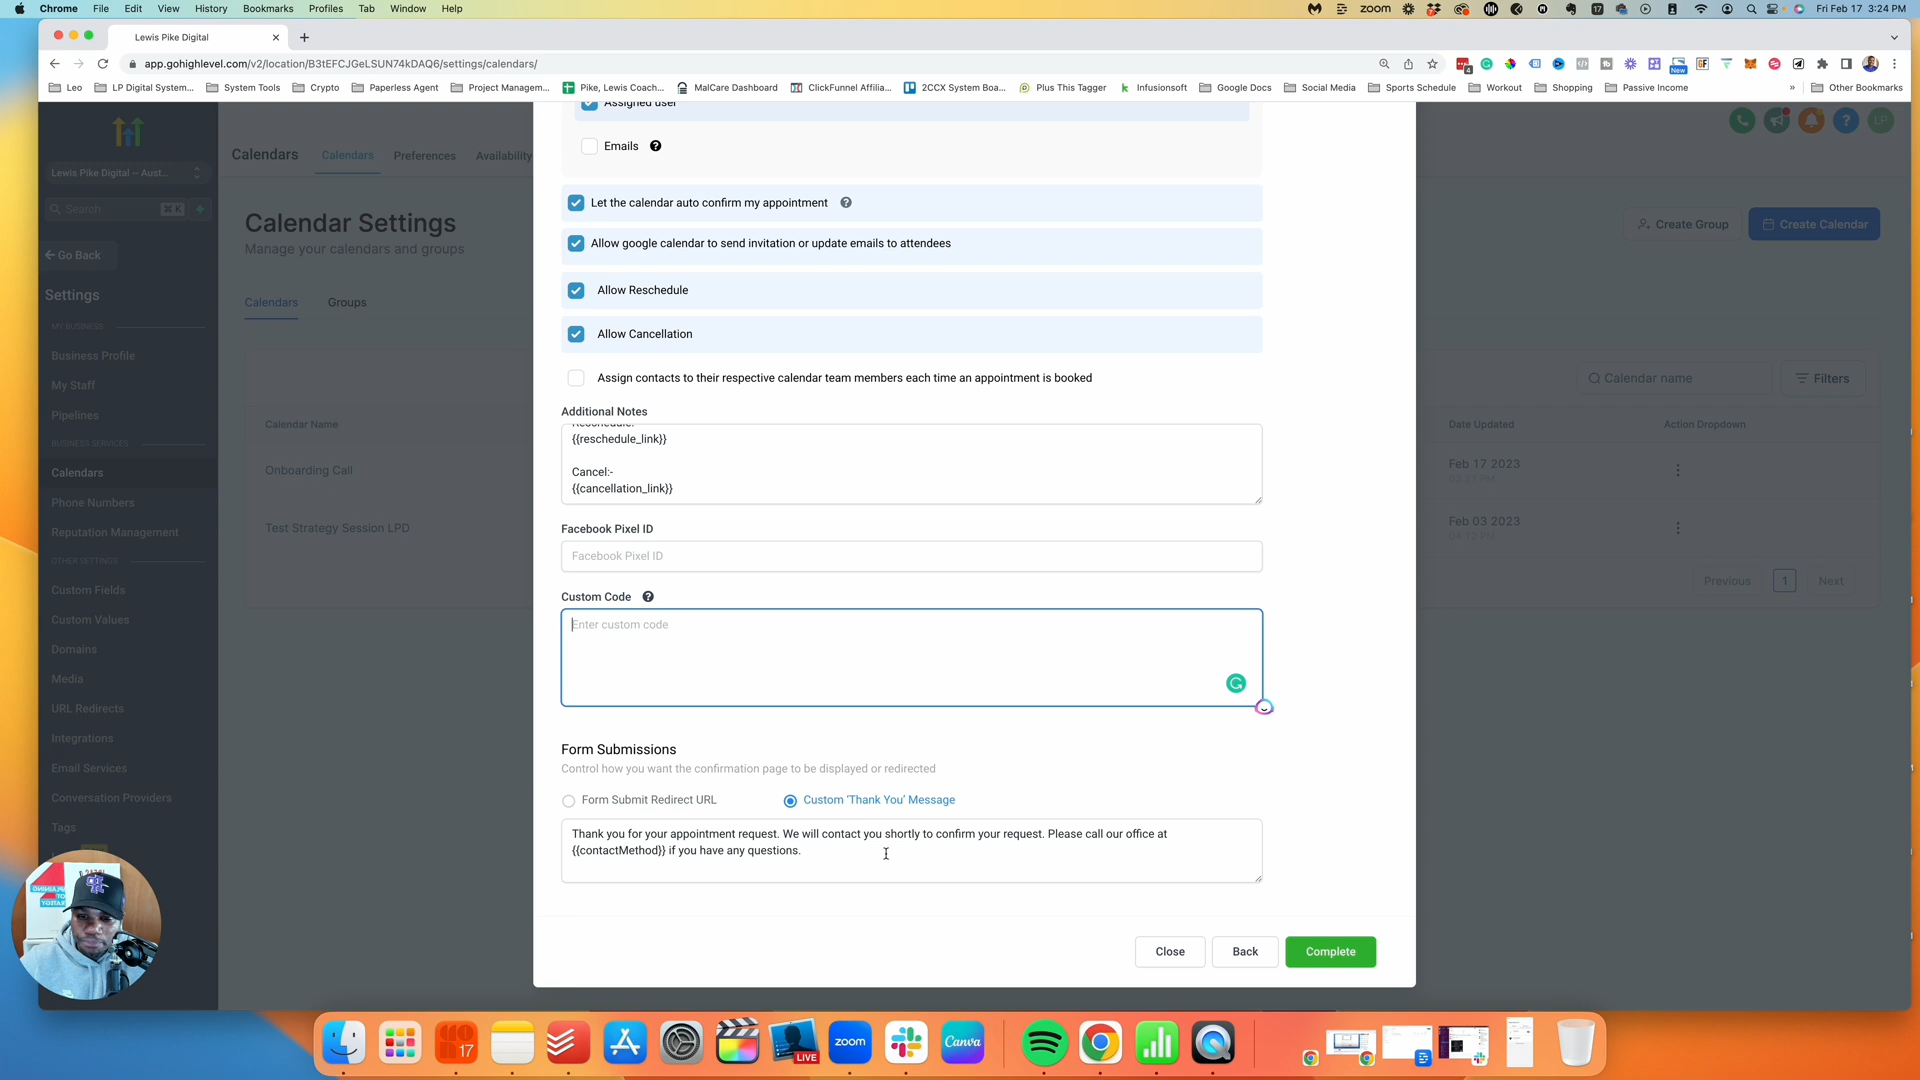 Chrome File Edit View History Bookmarks Profiles Tab Window Help
zoom 17 Fri Feb 17 3:24 PM
Lewis Pike Digital
app.gohighlevel.com/v2/location/B3tEFCJGeLSUN74kDAQ6/settings/calendars/
4 New
Leo LP Digital System... System Tools Crypto Paperless Agent Project Managem... Pike, Lewis Coach... MalCare Dashboard ClickFunnel Affilia... 2CCX System Boa... Plus This Tagger Infusionsoft Google Docs Social Media Sports Schedule Workout Shopping Passive Income » Other Bookmarks
Assigned user
LP
Emails
Calendars Calendars Preferences Availability
Lewis Pike Digital -- Aust...
Search ⌘ K
Let the calendar auto confirm my appointment
Calendar Settings
Manage your calendars and groups
Create Group Create Calendar
Allow google calendar to send invitation or update emails to attendees
Go Back
Settings
Allow Reschedule
Calendars Groups
MY BUSINESS
Allow Cancellation
Business Profile
Assign contacts to their respective calendar team members each time an appointment is booked
Calendar name Filters
My Staff
Pipelines
Additional Notes
Calendar Name
Date Updated Action Dropdown
Reschedule:-
{{reschedule_link}}
BUSINESS SERVICES
Onboarding Call
Feb 17 2023
Calendars
Cancel:-
{{cancellation_link}}
Phone Numbers
Test Strategy Session LPD
Feb 03 2023
04:12 PM
Reputation Management
Facebook Pixel ID
Facebook Pixel ID
OTHER SETTINGS
Previous 1 Next
Custom Fields
Custom Code
Custom Values
Enter custom code
Domains
Media
URL Redirects
Integrations
Form Submissions
Control how you want the confirmation page to be displayed or redirected
Email Services
Conversation Providers
Form Submit Redirect URL Custom 'Thank You' Message
Tags
Thank you for your appointment request. We will contact you shortly to confirm your request. Please call our office at
{{contactMethod}} if you have any questions.
Close Back Complete
17
LIVE
zoom
Canva